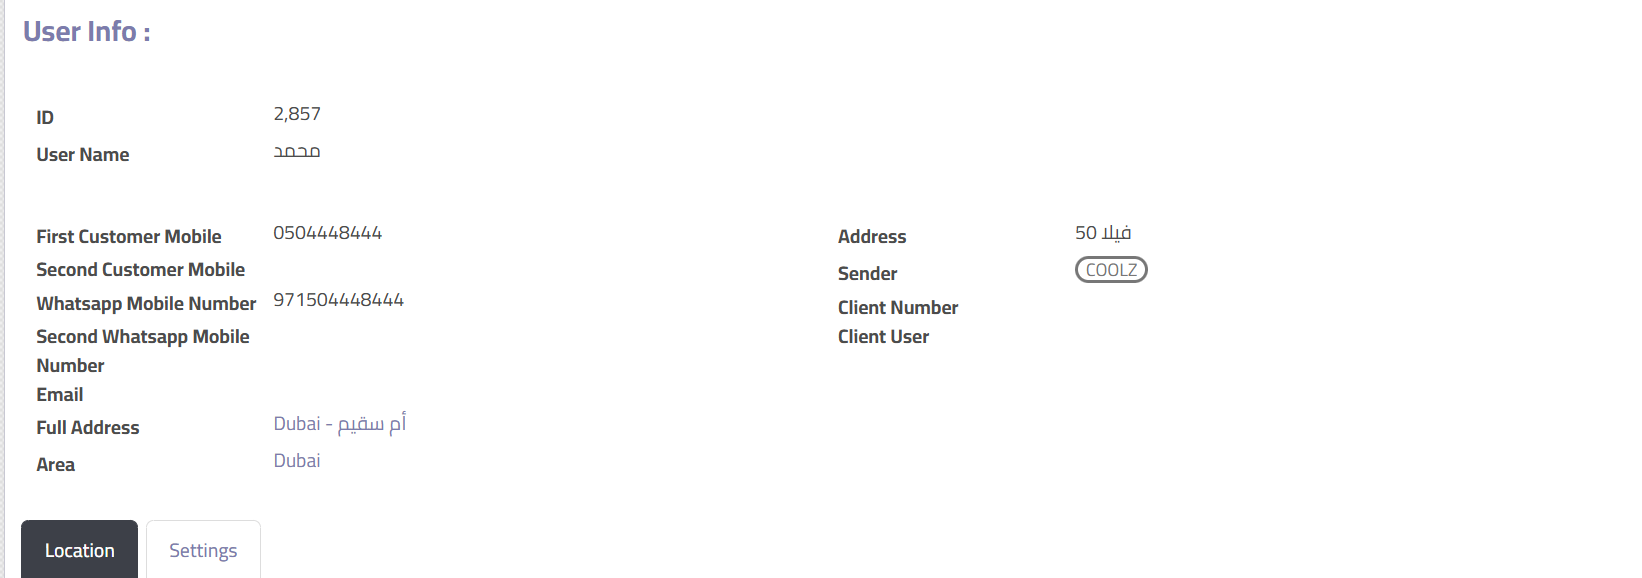 User Info :
ID 2,857
User Name محمد
First Customer Mobile 0504448444
Address فيلا 50
Second Customer Mobile
Sender COOLZ
Whatsapp Mobile Number 971504448444
Client Number
Second Whatsapp Mobile
Number
Client User
Email
Full Address Dubai - أم سقيم
Area Dubai
Location Settings